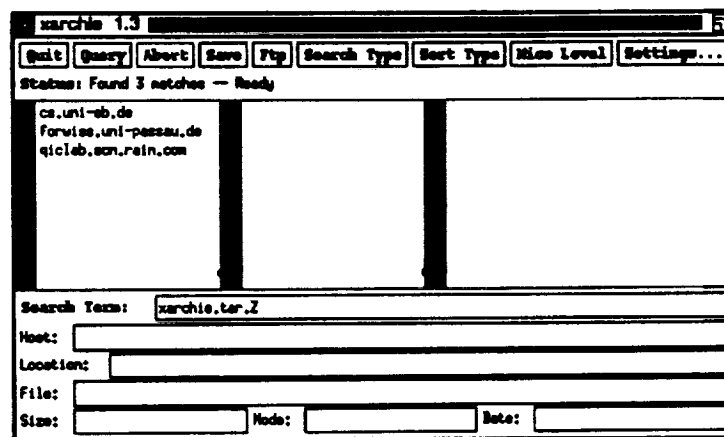 xarchie 1.3
Quit Query Abort Save Ftp Search Type Sort Type Nice Level Settings...
Status: Found 3 matches — Ready
cs.uni-sb.de
forwiss.uni-passau.de
qiclab.scn.rain.com
Search Term: xarchie.tar.Z
Host:
Location:
File:
Size: Mode: Date: